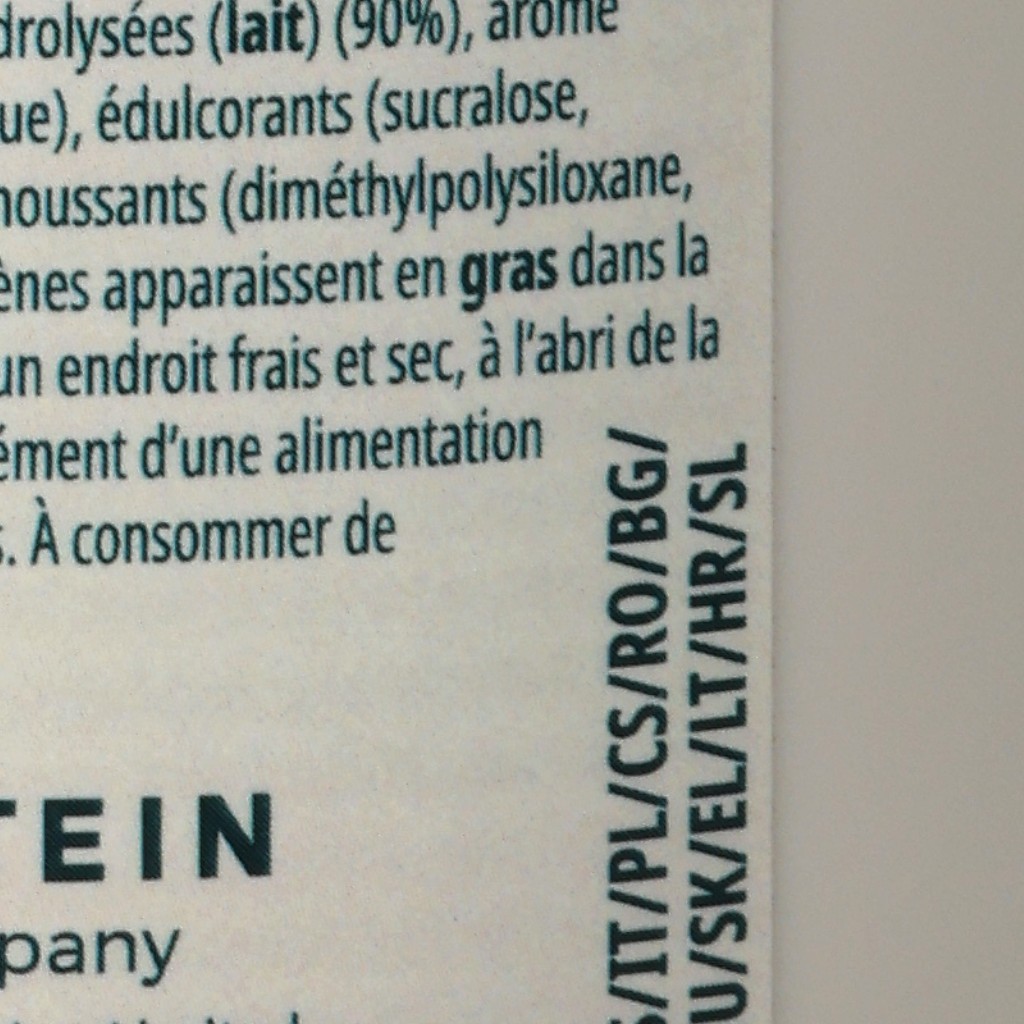 drolysées (lait) (90%), arôme
ue), édulcorants (sucralose,
moussants (diméthylpolysiloxane,
ènes apparaissent en gras dans la
un endroit frais et sec, à l'abri de la
ément d'une alimentation
s. À consommer de
TEIN
pany
S/IT/PL/CS/RO/BG/
U/SK/EL/LT/HR/SL